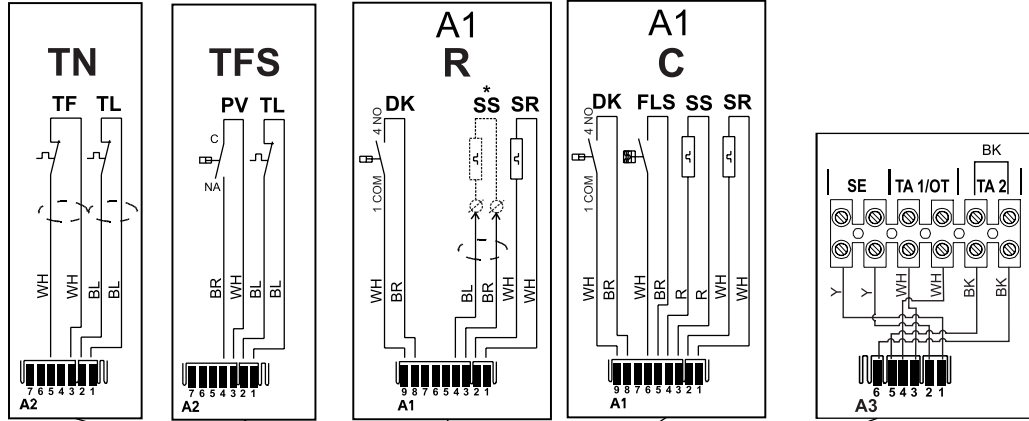 TN
TF TL
WH WH BL BL
7 6 5 4 3 2 1
A2
TFS
PV TL
C
NA
BR WH BL BL
7 6 5 4 3 2 1
A2
A1
R
DK * SS SR
4 NO
1 COM
WH BR BL BR WH WH
9 8 7 6 5 4 3 2 1
A1
A1
C
DK FLS SS SR
4 NO
1 COM
WH BR WH BR R R WH WH
9 8 7 6 5 4 3 2 1
A1
BK
SE TA 1/OT TA 2
Y Y WH WH BK BK
6 5 4 3 2 1
A3